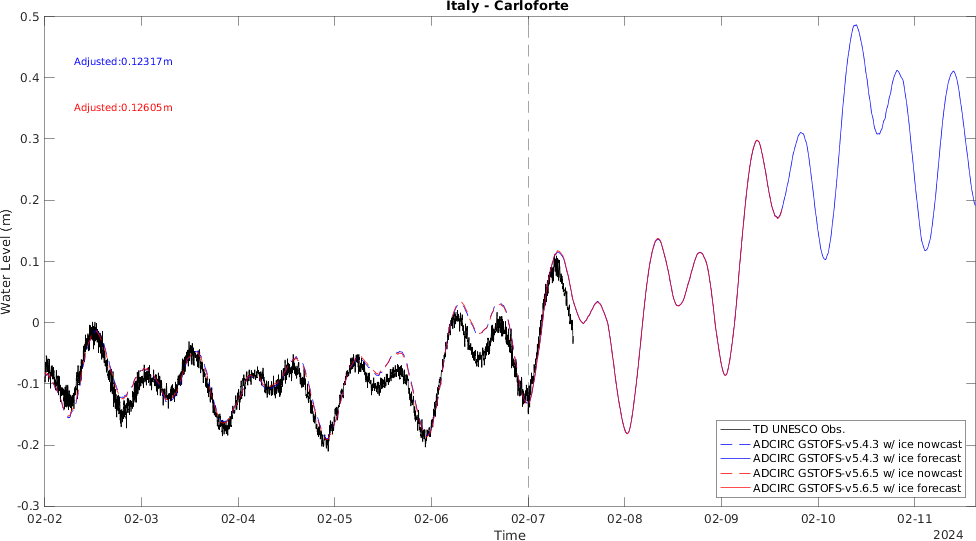 Italy - Carloforte
0.5
Adjusted:0.12317m
0.4
Adjusted:0.12605m
0.3
0.2
0.1
Water Level (m)
0
-0.1
-0.2
TD UNESCO Obs.
ADCIRC GSTOFS-v5.4.3 w/ ice nowcast
ADCIRC GSTOFS-v5.4.3 w/ ice forecast
ADCIRC GSTOFS-v5.6.5 w/ ice nowcast
ADCIRC GSTOFS-v5.6.5 w/ ice forecast
-0.3
02-02 02-03 02-04 02-05 02-06 02-07 02-08 02-09 02-10 02-11
Time
2024